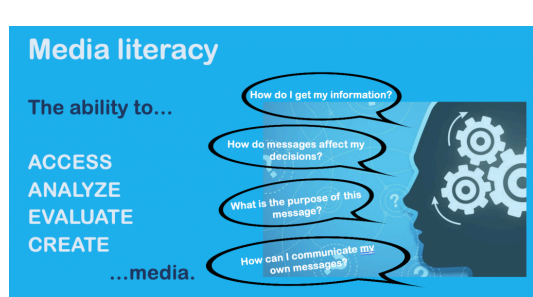 Media literacy
The ability to...
ACCESS
ANALYZE
EVALUATE
CREATE
...media.
How do I get my information?
How do messages affect my
decisions?
What is the purpose of this
message?
How can I communicate my
own messages?